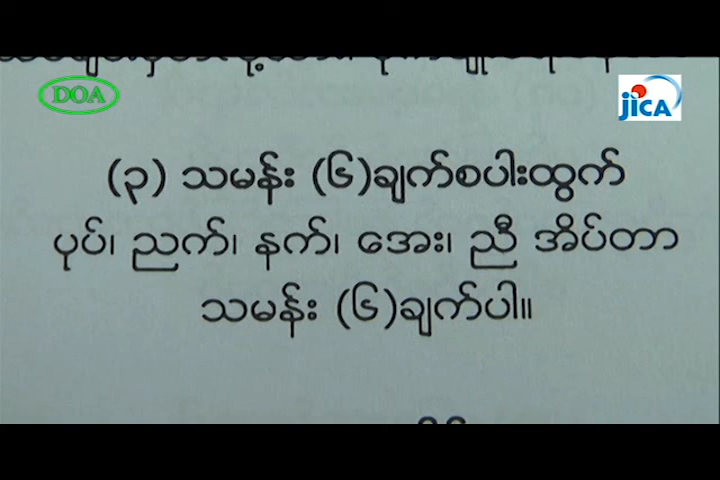 DOA
JICA
(၃) သမန်း (၆)ချက်စပါးထွက်
ပုပ်၊ ညက်၊ နက်၊ အေး၊ ညီ အိပ်တာ
သမန်း (၆)ချက်ပါ။